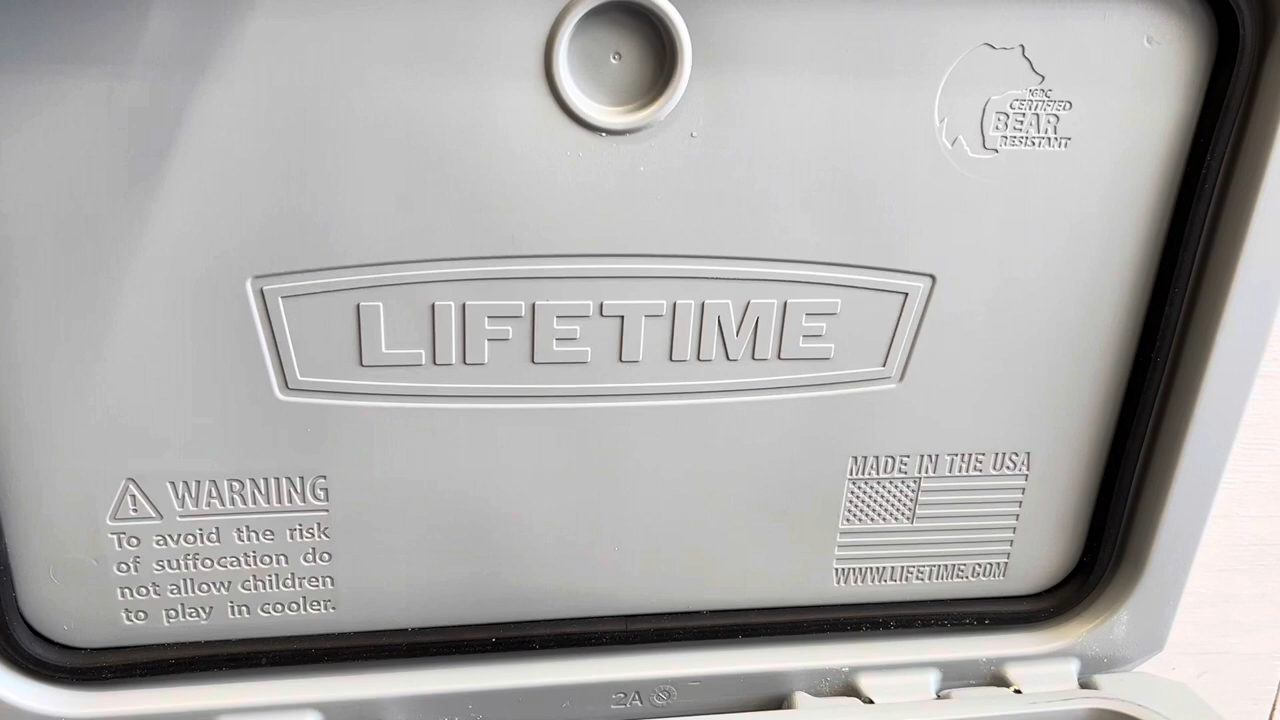 IGBC
CERTIFIED
BEAR
RESISTANT
LIFETIME
WARNING
To avoid the risk
of suffocation do
not allow children
to play in cooler.
MADE IN THE USA
WWW.LIFETIME.COM
2A